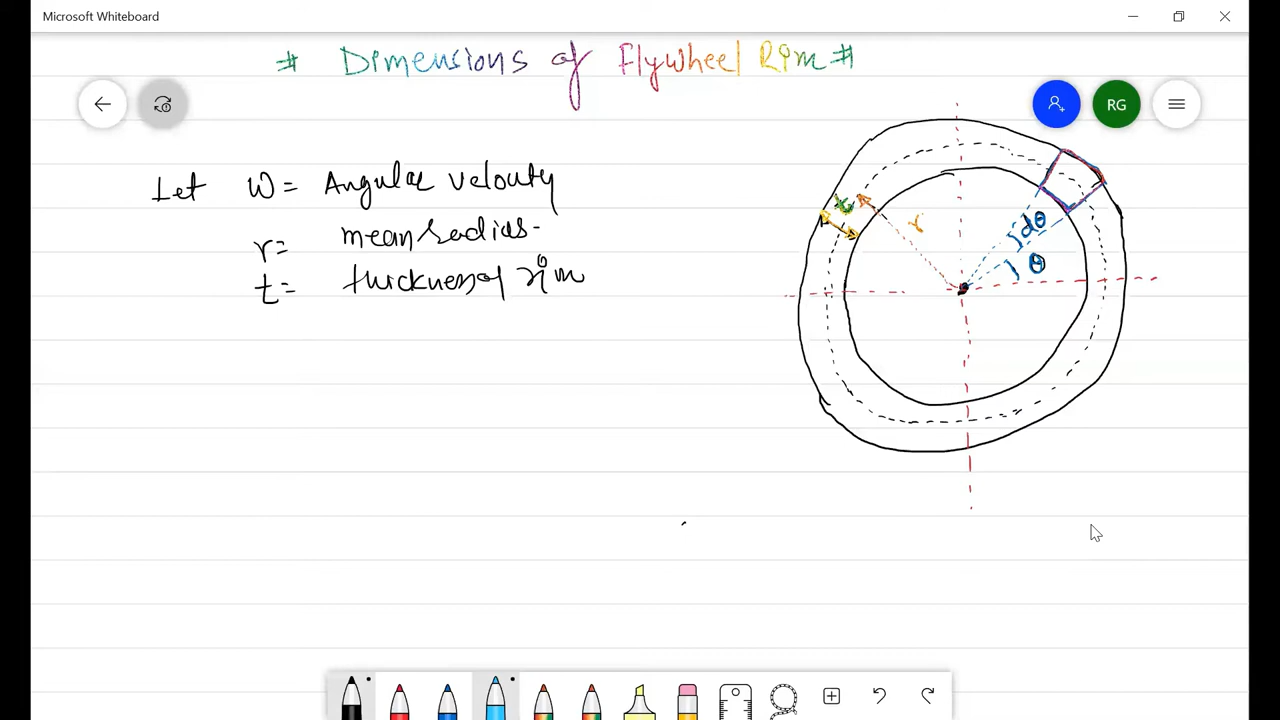 Microsoft Whiteboard
# Dimensions of Flywheel Rim #
RG
Let ω = Angular velocity
r = mean radius
t = thickness of rim
t
r
dθ
θ